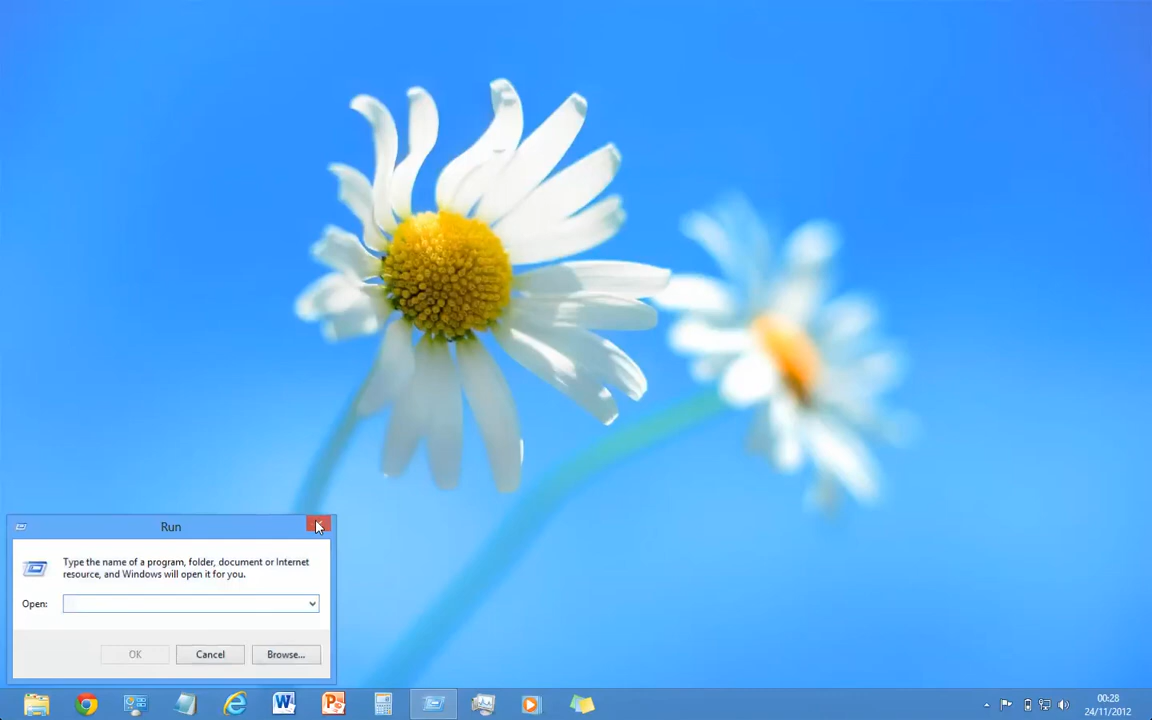 Run
Type the name of a program, folder, document or Internet
resource, and Windows will open it for you.
Open:
OK
Cancel
Browse...
00:28
24/11/2012